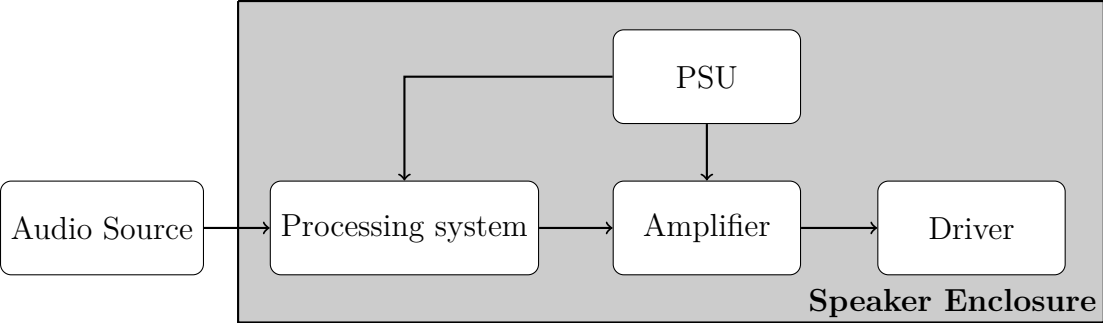 PSU
Audio Source
Processing system
Amplifier
Driver
Speaker Enclosure